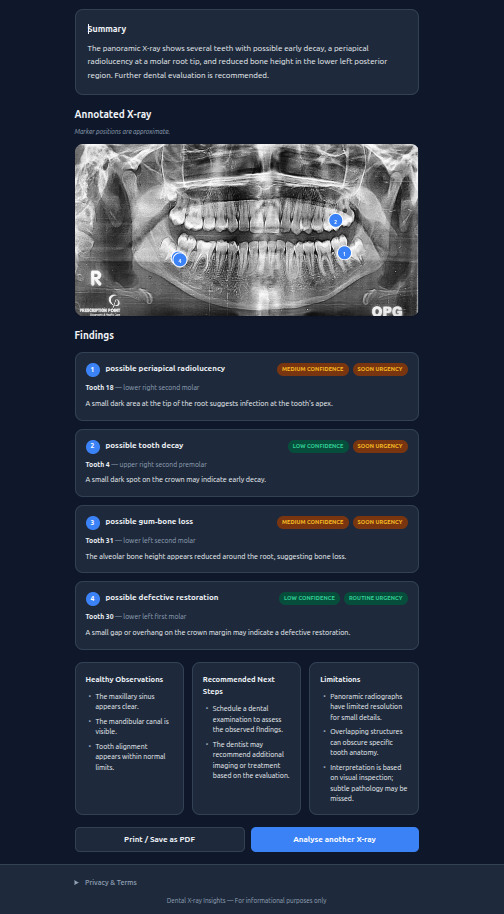 Summary
The panoramic X-ray shows several teeth with possible early decay, a periapical
radiolucency at a molar root tip, and reduced bone height in the lower left posterior
region. Further dental evaluation is recommended.
Annotated X-ray
Marker positions are approximate.
2
1
4
R
PRESCRIPTION POINT
OPG
Findings
1 possible periapical radiolucency MEDIUM CONFIDENCE SOON URGENCY
Tooth 18 — lower right second molar
A small dark area at the tip of the root suggests infection at the tooth's apex.
2 possible tooth decay LOW CONFIDENCE SOON URGENCY
Tooth 4 — upper right second premolar
A small dark spot on the crown may indicate early decay.
3 possible gum-bone loss MEDIUM CONFIDENCE SOON URGENCY
Tooth 31 — lower left second molar
The alveolar bone height appears reduced around the root, suggesting bone loss.
4 possible defective restoration LOW CONFIDENCE ROUTINE URGENCY
Tooth 30 — lower left first molar
A small gap or overhang on the crown margin may indicate a defective restoration.
Healthy Observations
• The maxillary sinus
appears clear.
• The mandibular canal is
visible.
• Tooth alignment
appears within normal
limits.
Recommended Next
Steps
• Schedule a dental
examination to assess
the observed findings.
• The dentist may
recommend additional
imaging or treatment
based on the evaluation.
Limitations
• Panoramic radiographs
have limited resolution
for small details.
• Overlapping structures
can obscure specific
tooth anatomy.
• Interpretation is based
on visual inspection;
subtle pathology may be
missed.
Print / Save as PDF
Analyse another X-ray
Privacy & Terms
Dental X-ray Insights — For informational purposes only